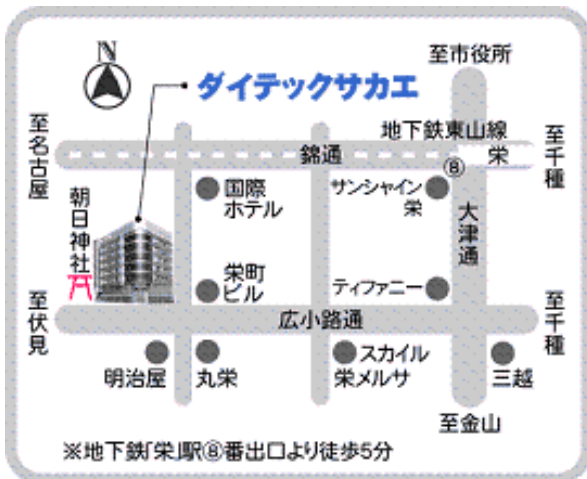 N
至市役所
ダイテックサカエ
地下鉄東山線
至名古屋
錦通
栄
至千種
⑧
国際
ホテル
サンシャイン
栄
朝日神社
大津通
栄町
ビル
ティファニー
至伏見
広小路通
至千種
明治屋
丸栄
スカイル
栄メルサ
三越
至金山
※地下鉄「栄」駅⑧番出口より徒歩5分